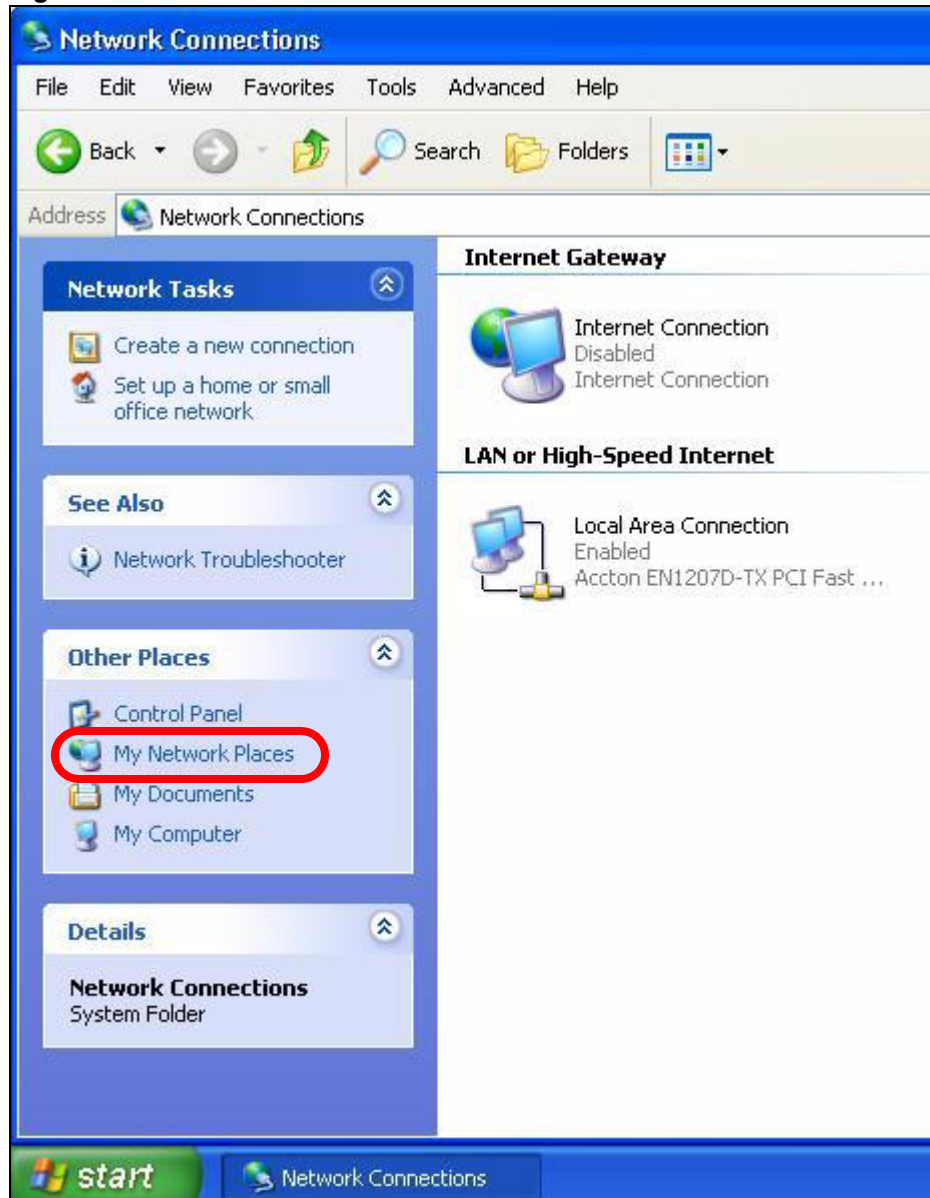 Network Connections
File Edit View Favorites Tools Advanced Help
Back Search Folders
Address Network Connections
Network Tasks
Create a new connection
Set up a home or small
office network
See Also
Network Troubleshooter
Other Places
Control Panel
My Network Places
My Documents
My Computer
Details
Network Connections
System Folder
Internet Gateway
Internet Connection
Disabled
Internet Connection
LAN or High-Speed Internet
Local Area Connection
Enabled
Accton EN1207D-TX PCI Fast ...
start Network Connections